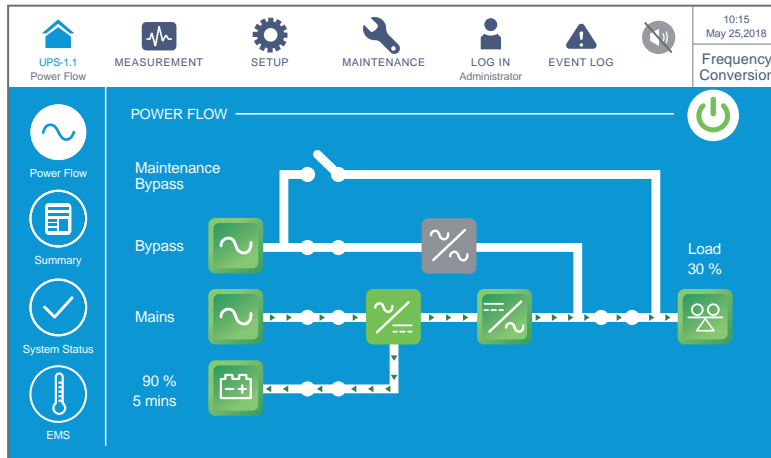 UPS-1.1
Power Flow
MEASUREMENT
SETUP
MAINTENANCE
LOG IN
Administrator
EVENT LOG
10:15
May 25,2018
Frequency
Conversion
Power Flow
Summary
System Status
EMS
POWER FLOW
Maintenance
Bypass
Bypass
Mains
90 %
5 mins
Load
30 %